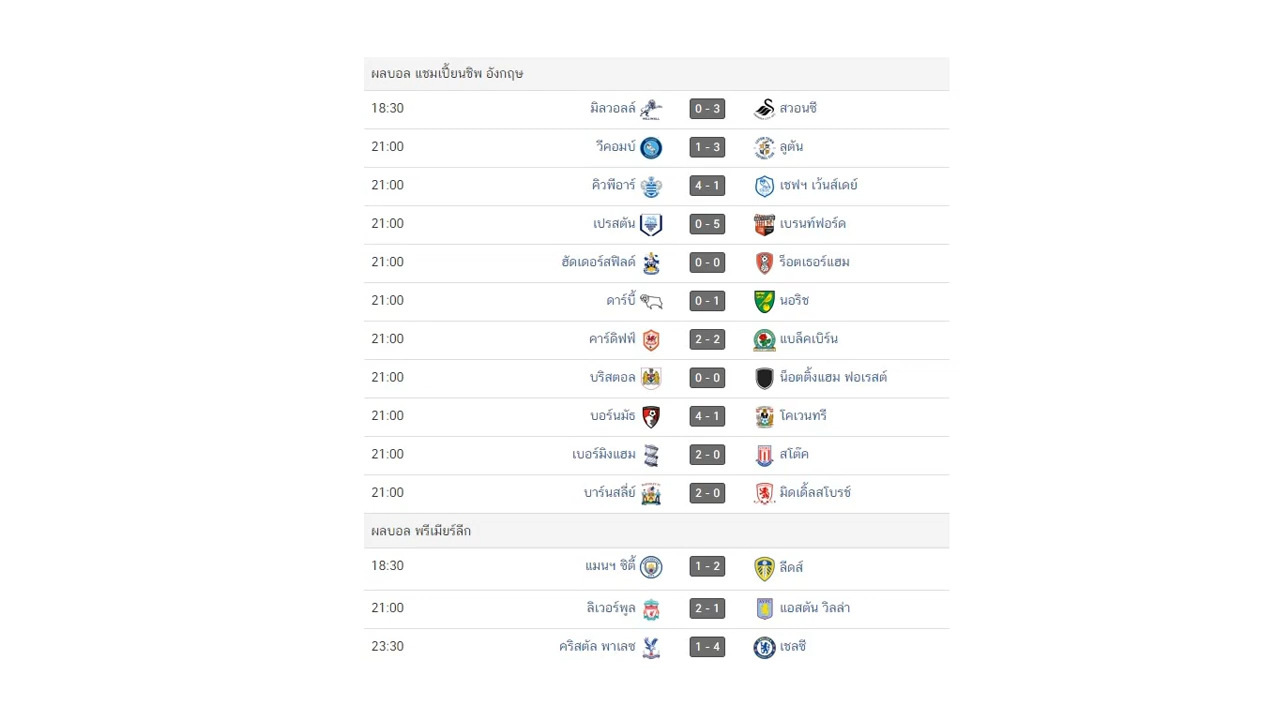 ผลบอล แชมเปี้ยนชิพ อังกฤษ
18:30 มิลวอลล์ 0 - 3 สวอนซี
21:00 วีคอมบ์ 1 - 3 ลูตัน
21:00 คิวพีอาร์ 4 - 1 เชฟฯ เว้นส์เดย์
21:00 เปรสตัน 0 - 5 เบรนท์ฟอร์ด
21:00 ฮัดเดอร์สฟิลด์ 0 - 0 ร็อตเธอร์แฮม
21:00 ดาร์บี้ 0 - 1 นอริช
21:00 คาร์ดิฟฟ์ 2 - 2 แบล็คเบิร์น
21:00 บริสตอล 0 - 0 น็อตติ้งแฮม ฟอเรสต์
21:00 บอร์นมัธ 4 - 1 โคเวนทรี
21:00 เบอร์มิงแฮม 2 - 0 สโต๊ค
21:00 บาร์นสลี่ย์ 2 - 0 มิดเดิ้ลสโบรช์
ผลบอล พรีเมียร์ลีก
18:30 แมนฯ ซิตี้ 1 - 2 ลีดส์
21:00 ลิเวอร์พูล 2 - 1 แอสตัน วิลล่า
23:30 คริสตัล พาเลซ 1 - 4 เชลซี